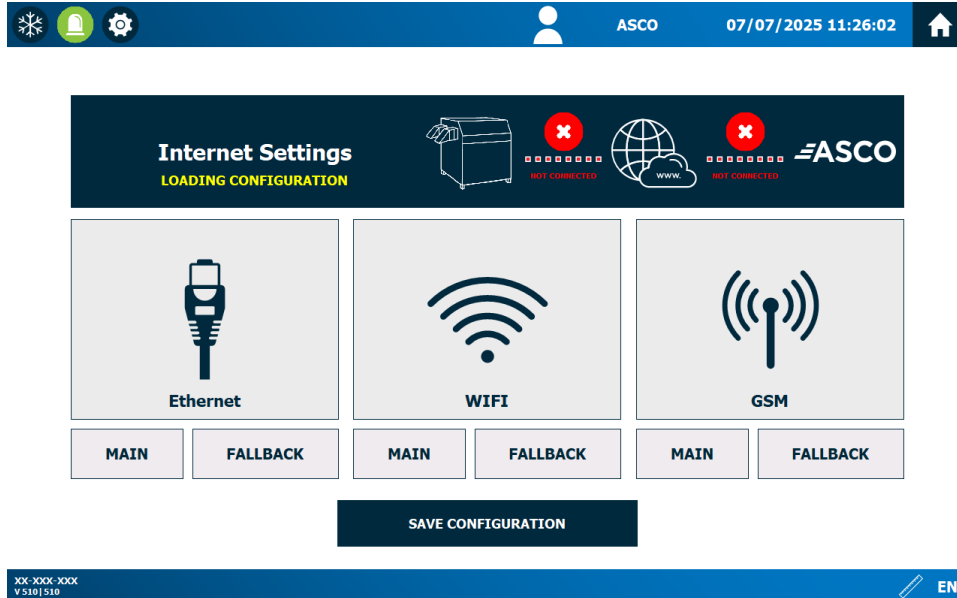 ASCO 07/07/2025 11:26:02
Internet Settings
LOADING CONFIGURATION
NOT CONNECTED
www.
NOT CONNECTED
ASCO
Ethernet
WIFI
GSM
MAIN
FALLBACK
MAIN
FALLBACK
MAIN
FALLBACK
SAVE CONFIGURATION
XX-XXX-XXX
V 510 | 510
EN